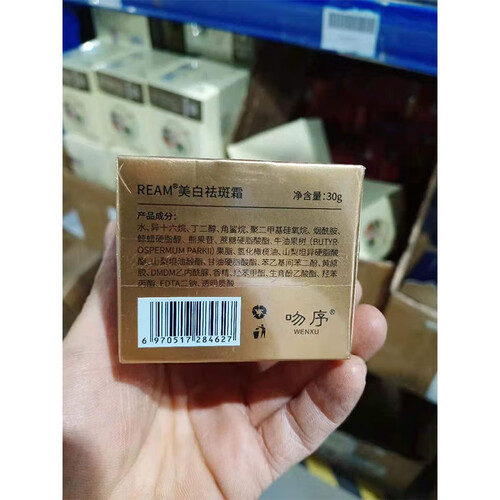 REAM®美白祛斑霜
净含量:30g
产品成分:
水、异十六烷、丁二醇、角鲨烷、聚二甲基硅氧烷、烟酰胺
鲸蜡硬脂醇、熊果苷、蔗糖硬脂酸酯、牛油果树 (BUTYR
OSPERMUM PARKII) 果脂、氢化橄榄油、山梨坦异硬脂酸
山梨坦油酸酯、甘油硬脂酸酯、苯乙基间苯二酚、黄原
胶、DMDM乙内酰脲、香精、羟苯甲酯、生育酚乙酸酯、羟苯
丙酯、EDTA二钠、透明质酸
6 970517 284627
吻序®
WENXU